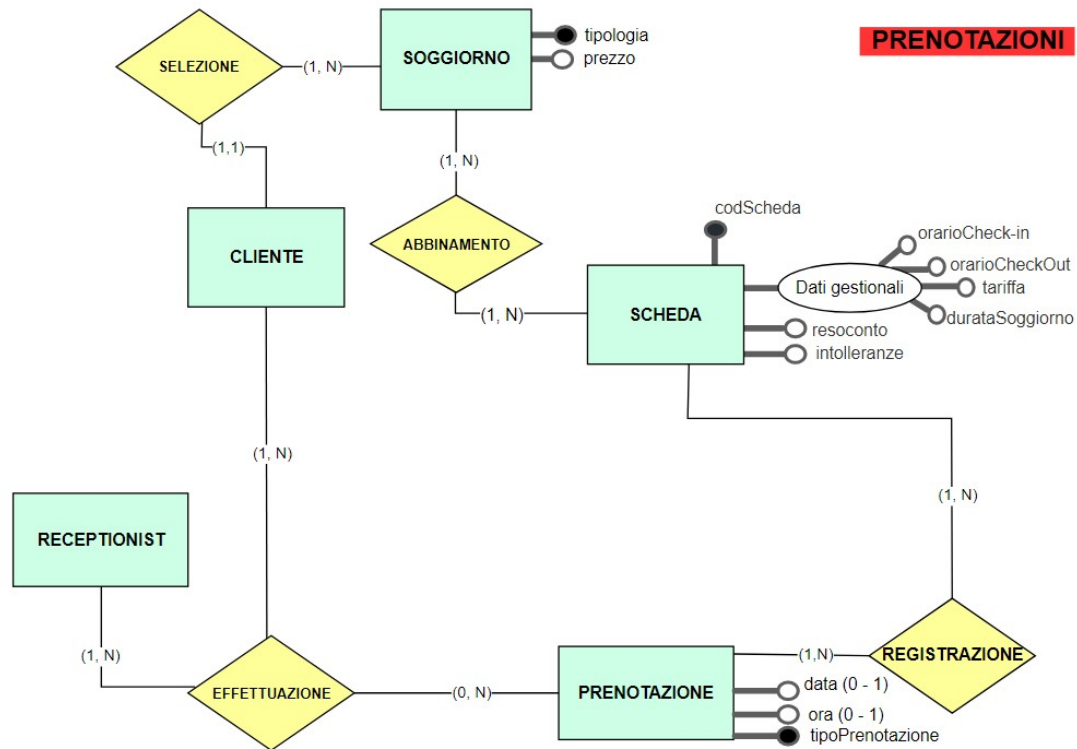 PRENOTAZIONI
SOGGIORNO
tipologia
prezzo
SELEZIONE
(1, N)
(1,1)
(1, N)
codScheda
CLIENTE
ABBINAMENTO
orarioCheck-in
orarioCheckOut
Dati gestionali
tariffa
durataSoggiorno
(1, N)
SCHEDA
resoconto
intolleranze
(1, N)
(1, N)
RECEPTIONIST
(1, N)
(1,N)
REGISTRAZIONE
EFFETTUAZIONE
(0, N)
PRENOTAZIONE
data (0 - 1)
ora (0 - 1)
tipoPrenotazione